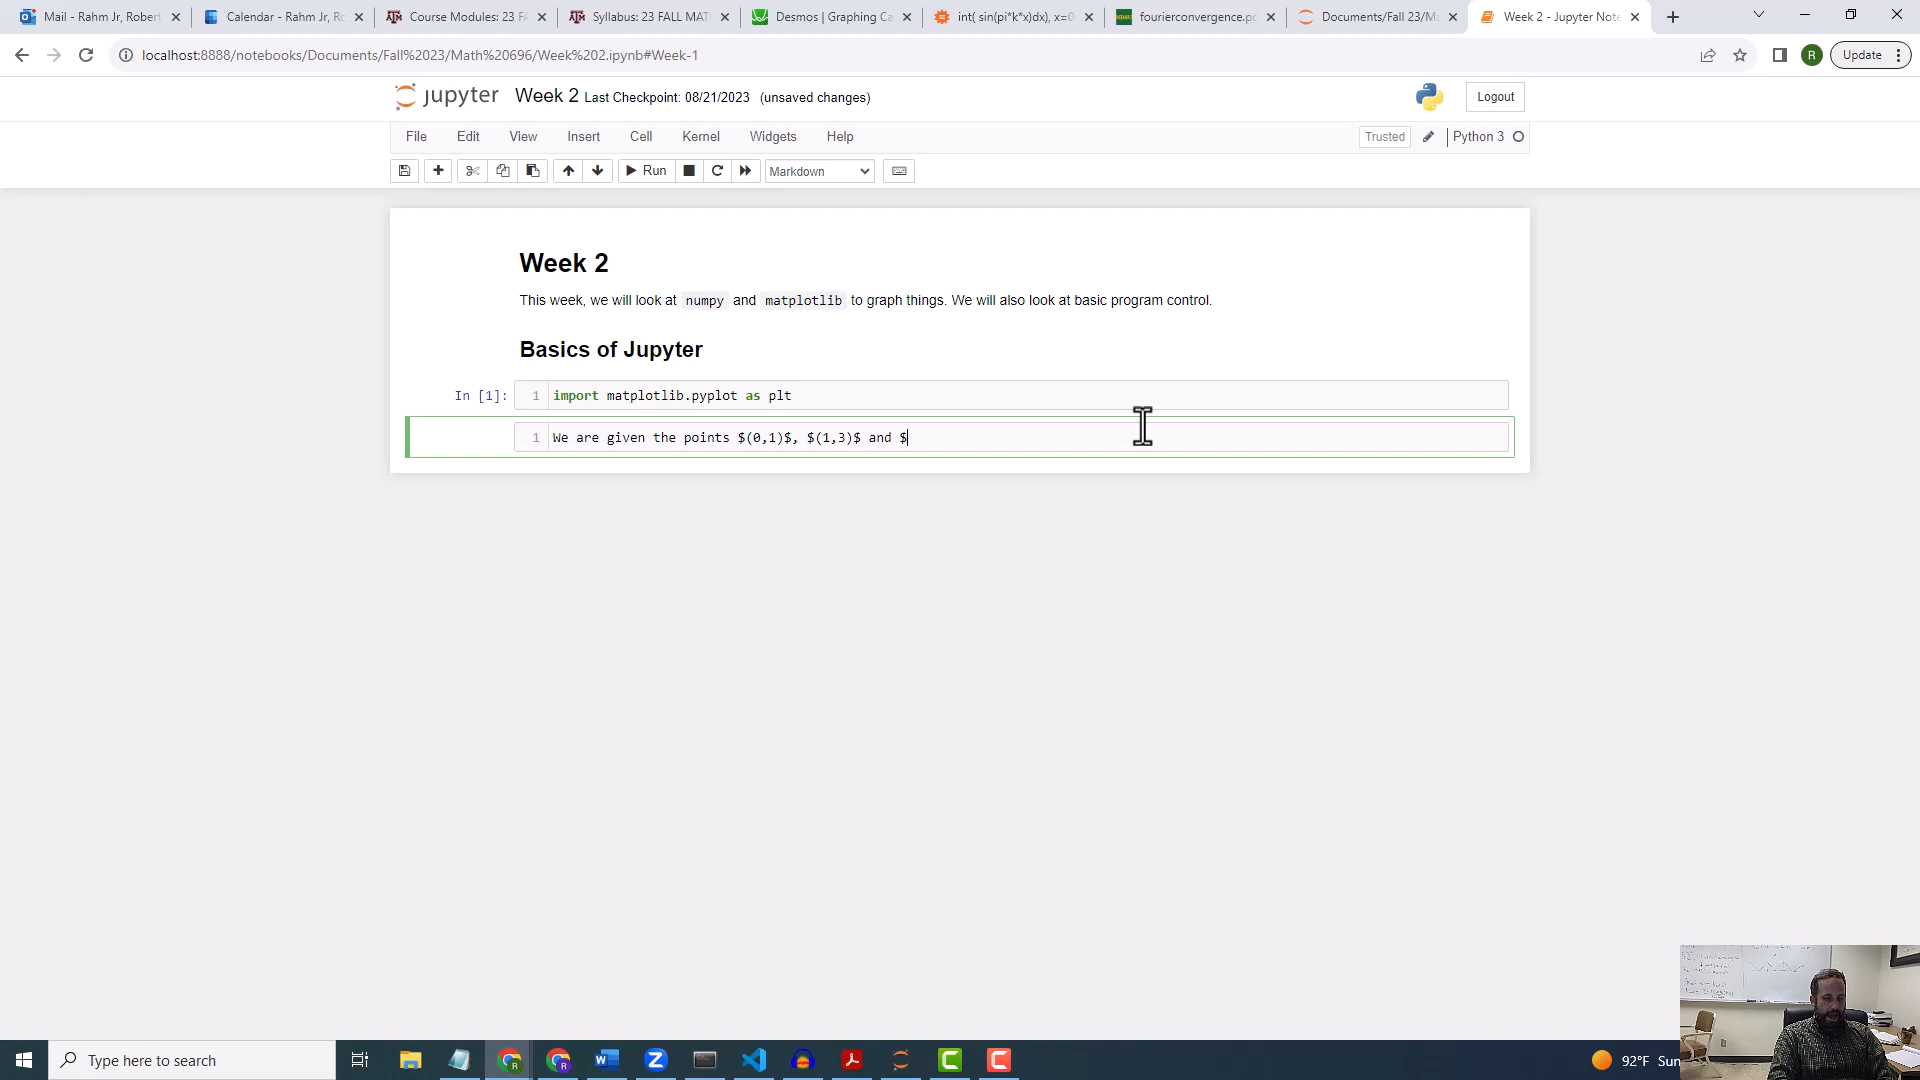 Mail - Rahm Jr, Robert
Calendar - Rahm Jr, Ro
Course Modules: 23 FA
Syllabus: 23 FALL MAT
Desmos | Graphing Ca
int( sin(pi*k*x)dx), x=0
fourierconvergence.pd
Documents/Fall 23/Ma
Week 2 - Jupyter Note
localhost:8888/notebooks/Documents/Fall%2023/Math%20696/Week%202.ipynb#Week-1
R
Update
jupyter Week 2 Last Checkpoint: 08/21/2023 (unsaved changes)
Logout
File Edit View Insert Cell Kernel Widgets Help
Trusted Python 3
Run Markdown
Week 2
This week, we will look at numpy and matplotlib to graph things. We will also look at basic program control.
Basics of Jupyter
In [1]: 1 import matplotlib.pyplot as plt
1 We are given the points $(0,1)$, $(1,3)$ and $
Type here to search
92°F Sun